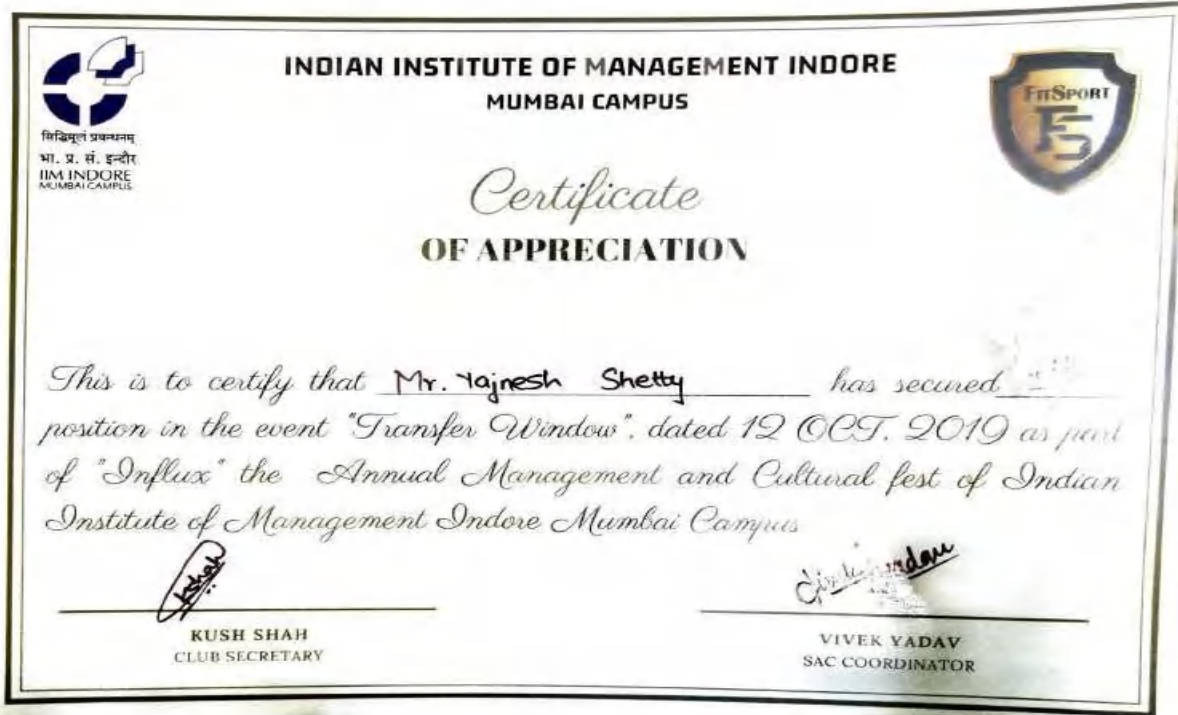 INDIAN INSTITUTE OF MANAGEMENT INDORE
MUMBAI CAMPUS
सिद्धिमूलं प्रबन्धनम्
भा. प्र. सं. इन्दौर
IIM INDORE
MUMBAI CAMPUS
FITSPORT
FS
Certificate
OF APPRECIATION
This is to certify that Mr. Yajnesh Shetty has secured
position in the event "Transfer Window", dated 12 OCT. 2019 as part
of "Influx" the Annual Management and Cultural fest of Indian
Institute of Management Indore Mumbai Campus
KShah
KUSH SHAH
CLUB SECRETARY
VIVEK YADAV
SAC COORDINATOR